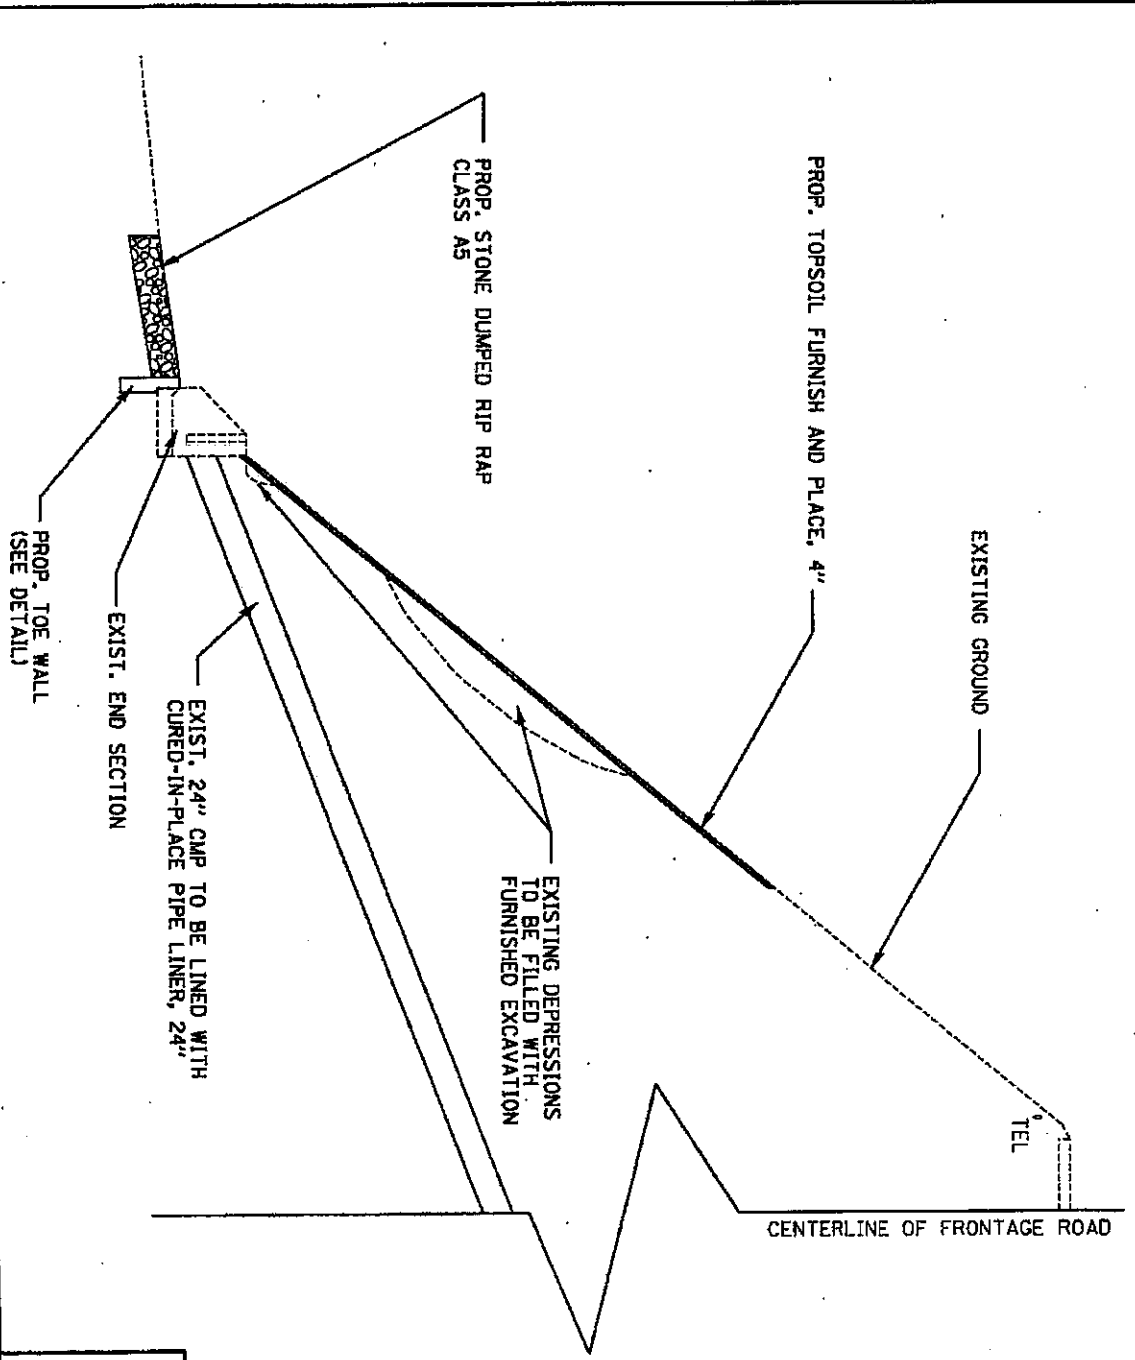 EXISTING GROUND
PROP. TOPSOIL FURNISH AND PLACE, 4"
PROP. STONE DUMPED RIP RAP
CLASS A5
TEL
CENTERLINE OF FRONTAGE ROAD
EXISTING DEPRESSIONS
TO BE FILLED WITH
FURNISHED EXCAVATION
EXIST. 24" CMP TO BE LINED WITH
CURED-IN-PLACE PIPE LINER, 24"
EXIST. END SECTION
PROP. TOE WALL
(SEE DETAIL)